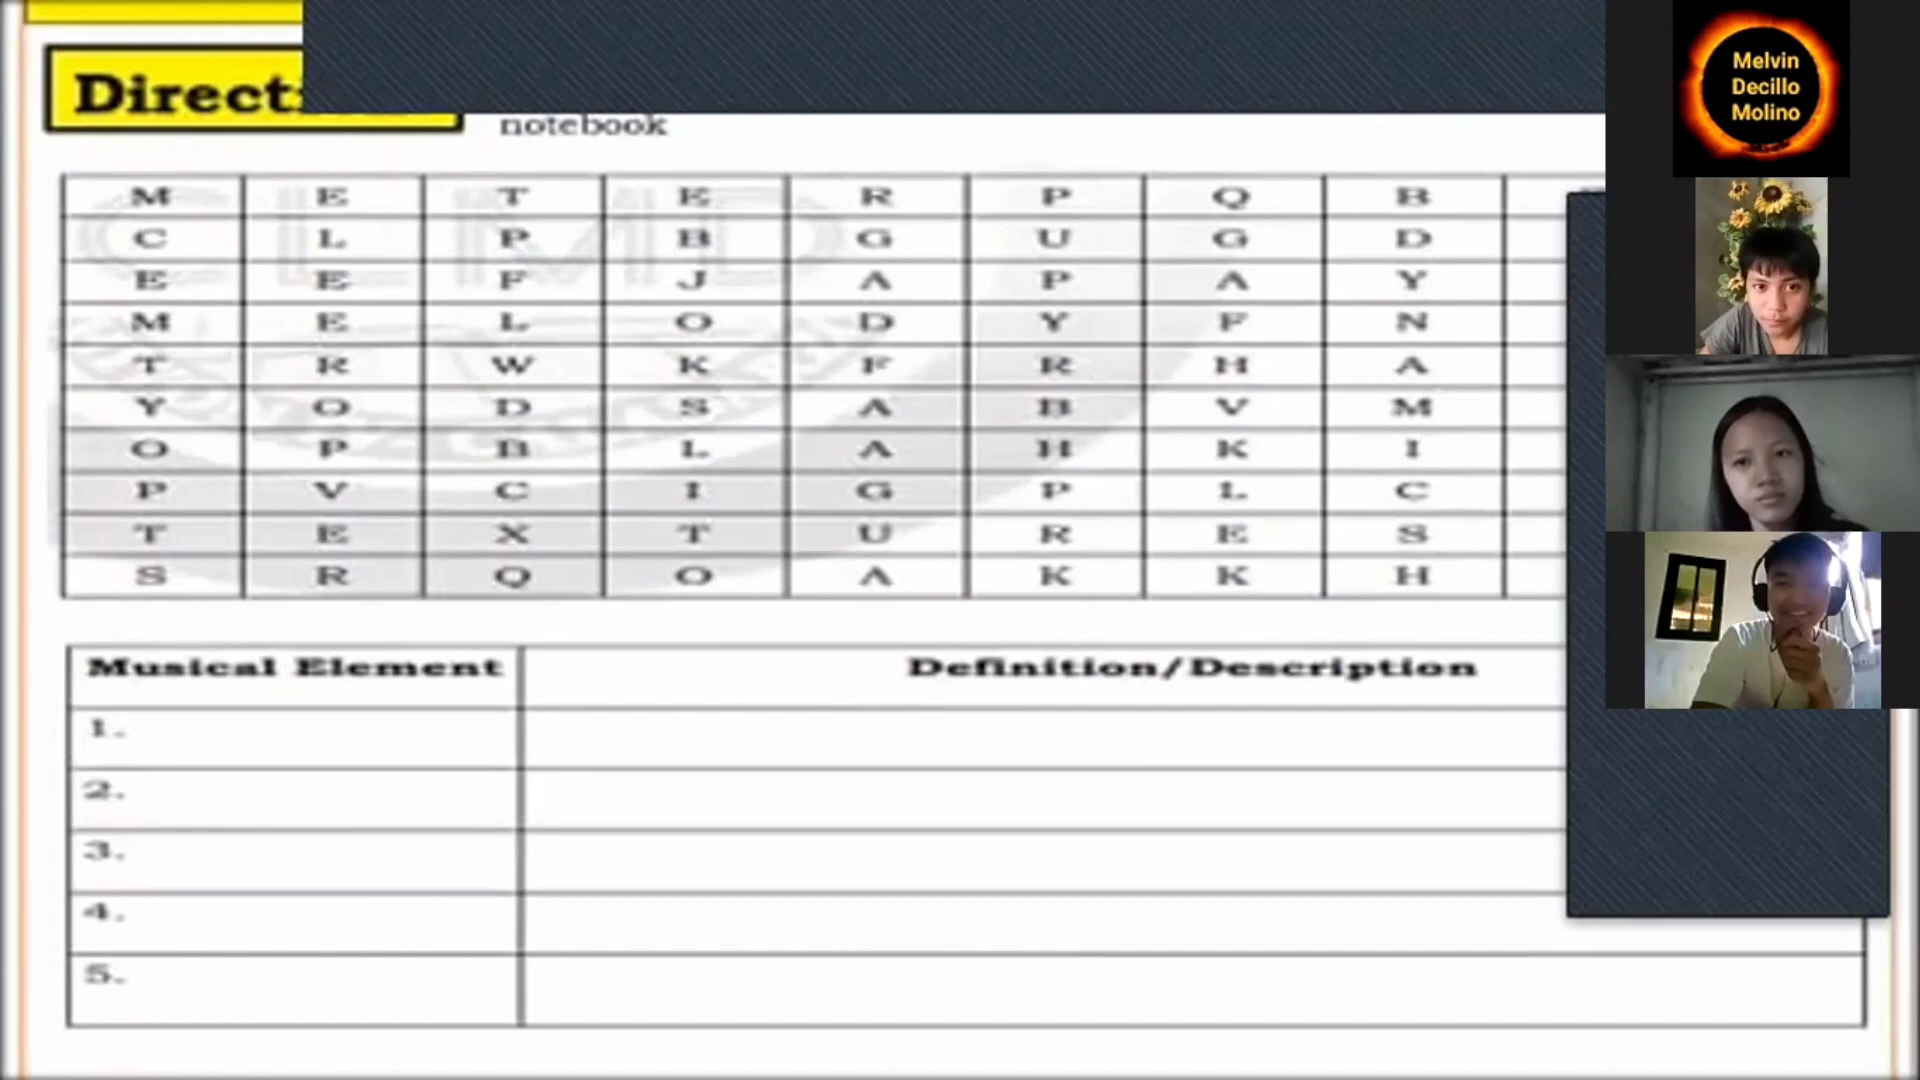 Direct
notebook
M E T E R P Q B
C L P B G U G D
E E F J A P A Y
M E L O D Y F N
T R W K F R H A
Y O D S A B V M
O P B L A H K I
P V C I G P L C
T E X T U R E S
S R Q O A K K H
Musical Element Definition/Description
1.
2.
3.
4.
5.
Melvin
Decillo
Molino